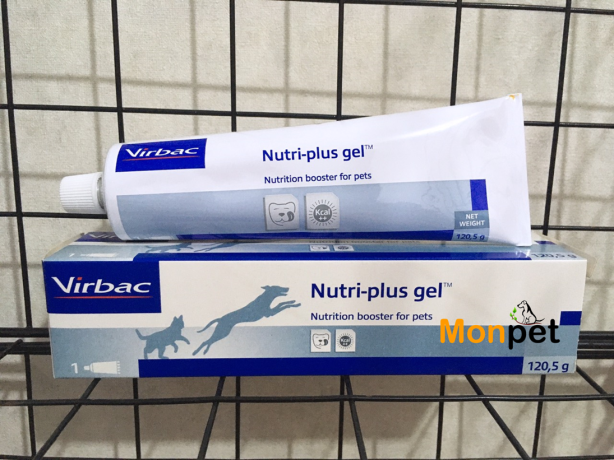 Virbac
Nutri-plus gel™
Nutrition booster for pets
Kcal
++
NET
WEIGHT
120,5 g
Virbac
Nutri-plus gel™
Nutrition booster for pets
Monpet
1
120,5 g